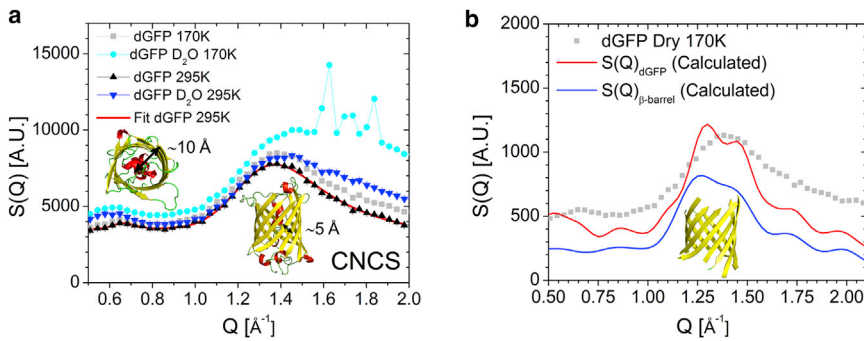 a
S(Q) [A.U.]
15000
10000
5000
0
dGFP 170K
dGFP D₂O 170K
dGFP 295K
dGFP D₂O 295K
Fit dGFP 295K
~10 Å
~5 Å
CNCS
0.6 0.8 1.0 1.2 1.4 1.6 1.8 2.0
Q [Å⁻¹]
b
S(Q) [A.U.]
2000
1500
1000
500
0
dGFP Dry 170K
S(Q)dGFP (Calculated)
S(Q)β-barrel (Calculated)
0.50 0.75 1.00 1.25 1.50 1.75 2.00
Q [Å⁻¹]